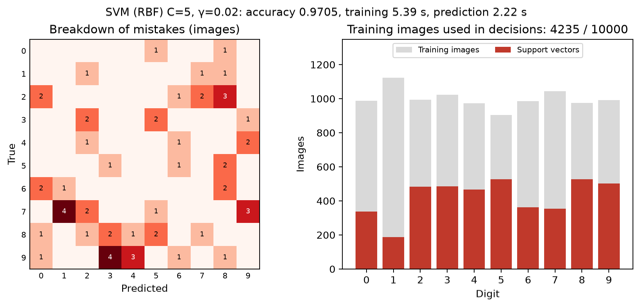 SVM (RBF) C=5, γ=0.02: accuracy 0.9705, training 5.39 s, prediction 2.22 s
Breakdown of mistakes (images)
True
0 1 1
1 1 1 1
2 2 1 2 3
3 2 2 1
4 1 1 2
5 1 1 1
6 2 1 2
7 4 2 1 3
8 1 1 2 1 2 1
9 1 4 3 1 1
0 1 2 3 4 5 6 7 8 9
Predicted
Training images used in decisions: 4235 / 10000
Training images
Support vectors
Images
1200
1000
800
600
400
200
0
0 1 2 3 4 5 6 7 8 9
Digit